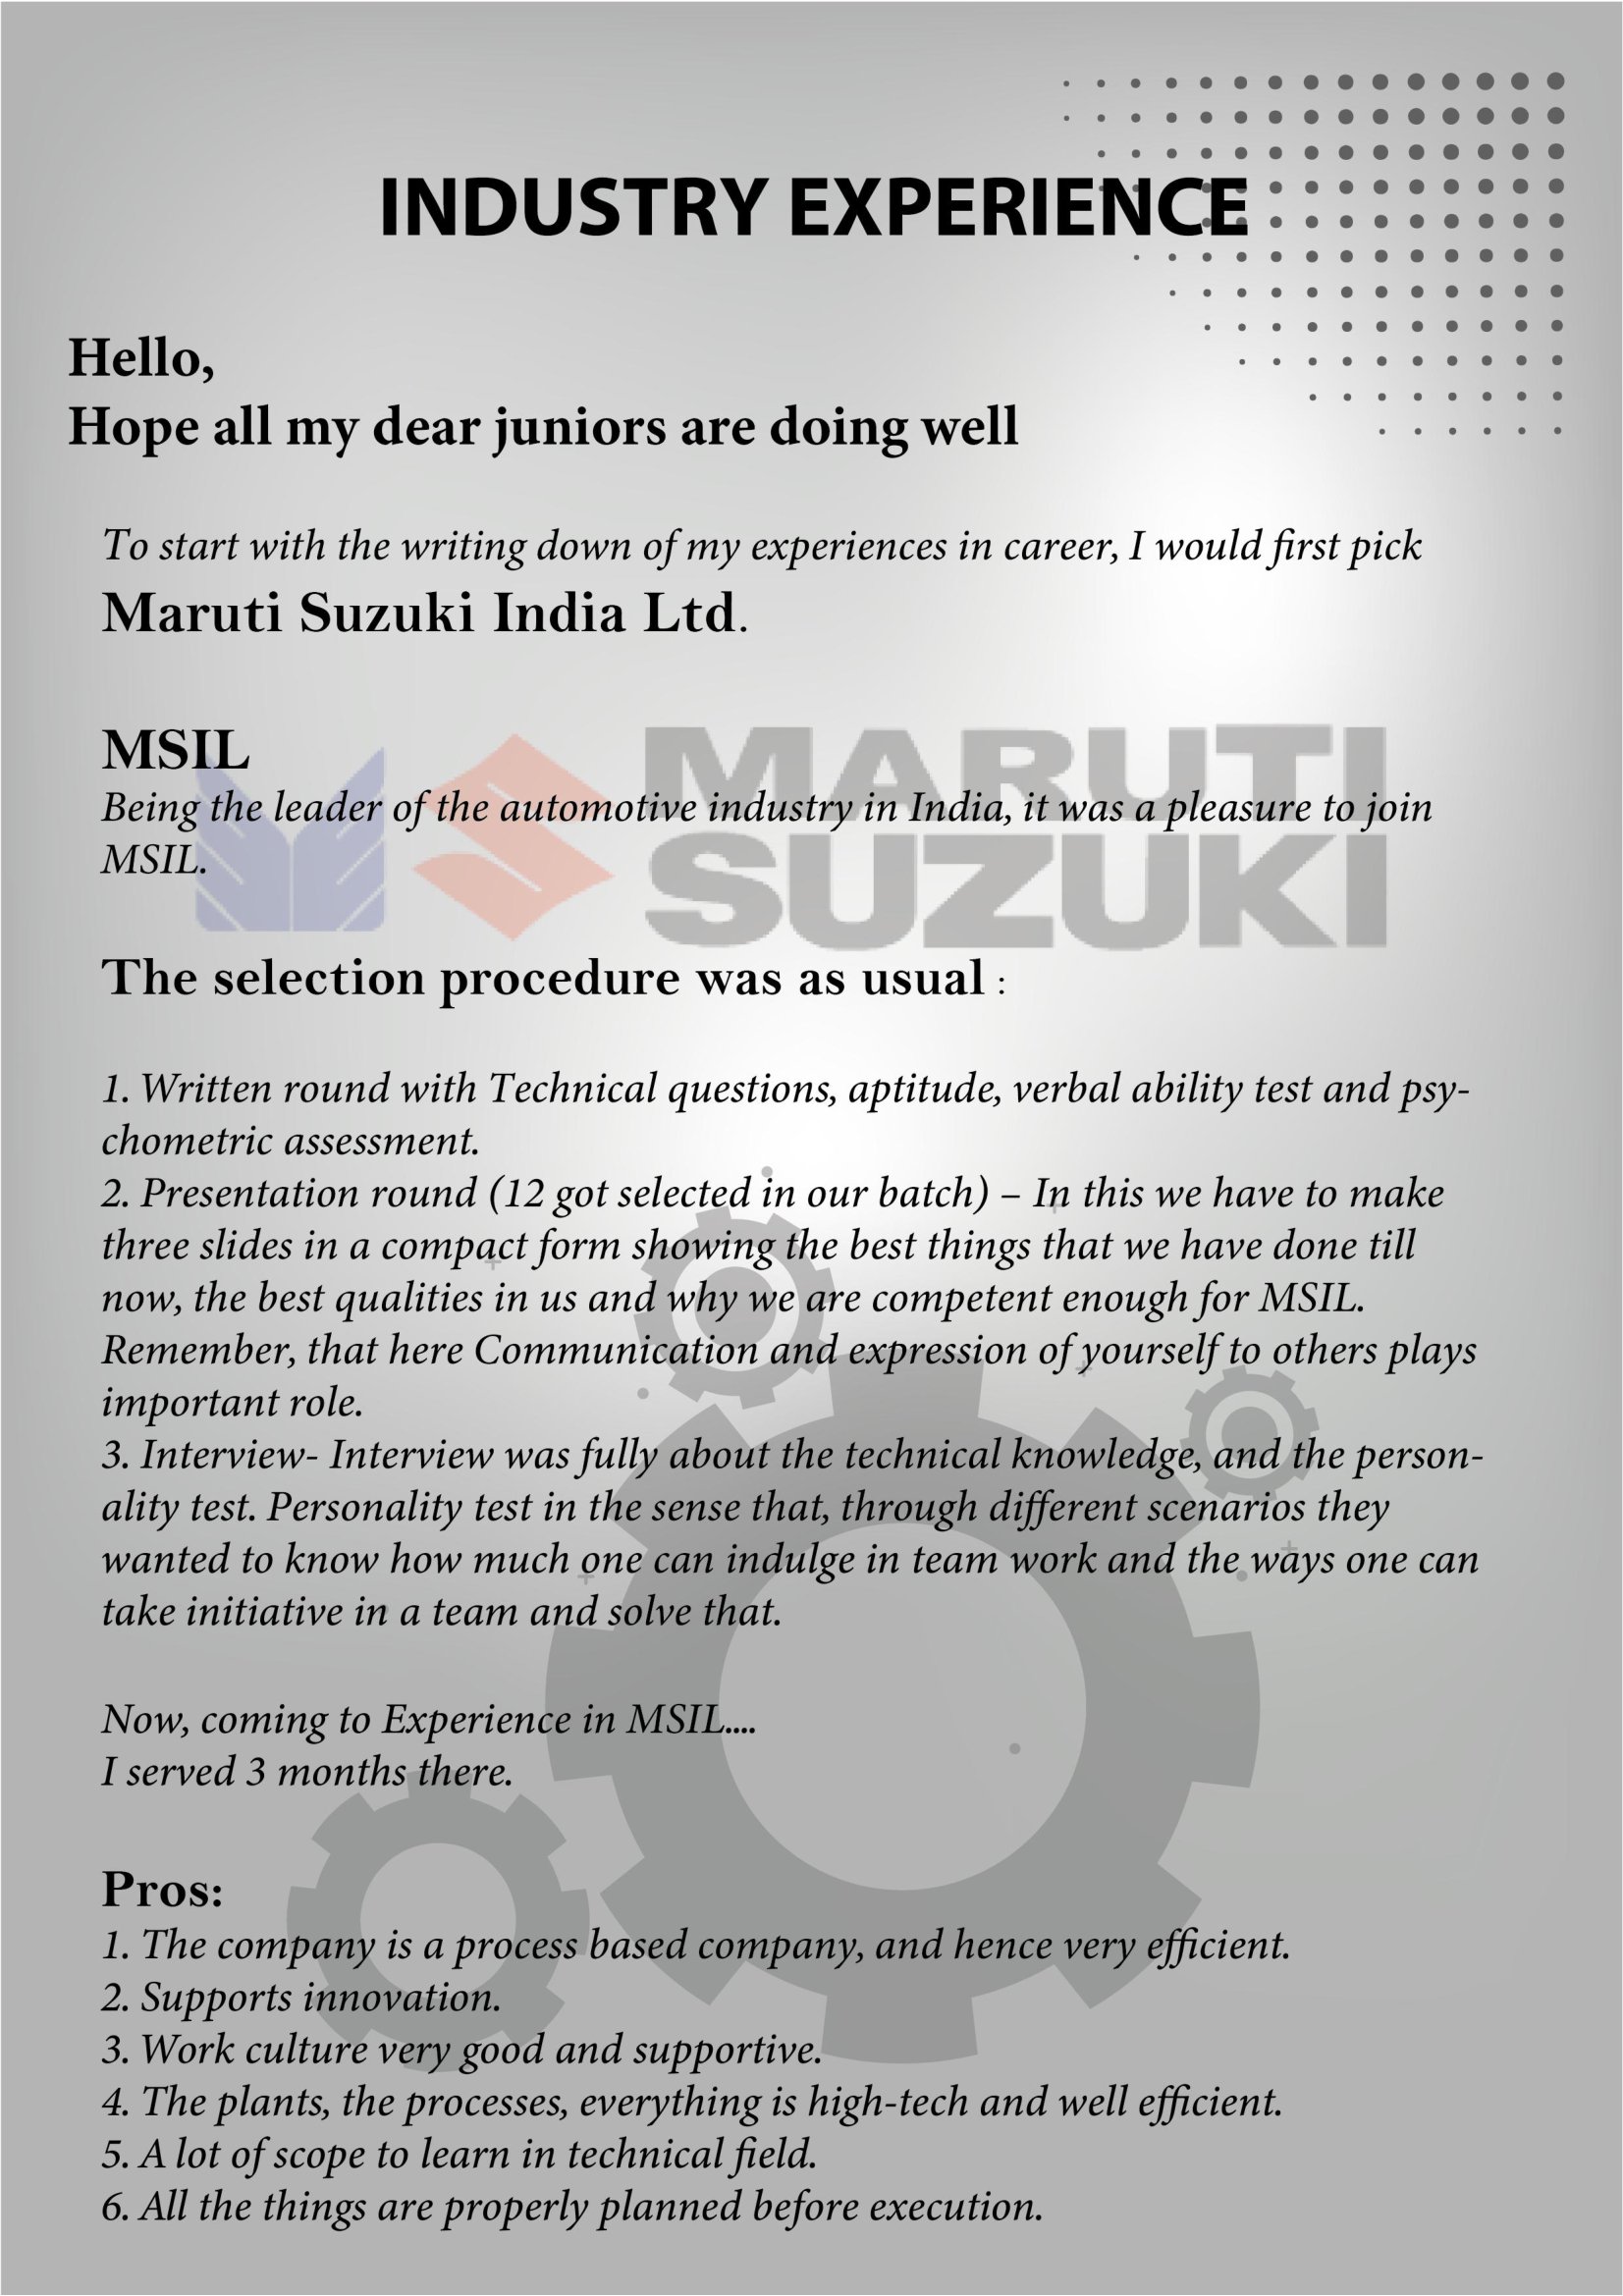 INDUSTRY EXPERIENCE
Hello,
Hope all my dear juniors are doing well
To start with the writing down of my experiences in career, I would first pick
Maruti Suzuki India Ltd.
MSIL
MARUTI
SUZUKI
Being the leader of the automotive industry in India, it was a pleasure to join
MSIL.
The selection procedure was as usual :
1. Written round with Technical questions, aptitude, verbal ability test and psy-
chometric assessment.
2. Presentation round (12 got selected in our batch) – In this we have to make
three slides in a compact form showing the best things that we have done till
now, the best qualities in us and why we are competent enough for MSIL.
Remember, that here Communication and expression of yourself to others plays
important role.
3. Interview- Interview was fully about the technical knowledge, and the person-
ality test. Personality test in the sense that, through different scenarios they
wanted to know how much one can indulge in team work and the ways one can
take initiative in a team and solve that.
Now, coming to Experience in MSIL....
I served 3 months there.
Pros:
1. The company is a process based company, and hence very efficient.
2. Supports innovation.
3. Work culture very good and supportive.
4. The plants, the processes, everything is high-tech and well efficient.
5. A lot of scope to learn in technical field.
6. All the things are properly planned before execution.